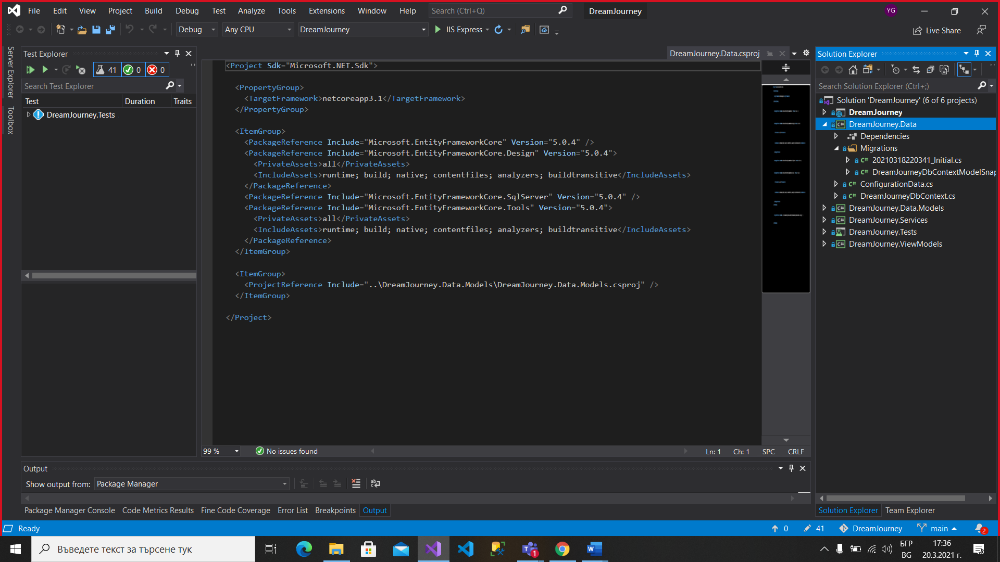 File Edit View Project Build Debug Test Analyze Tools Extensions Window Help Search (Ctrl+Q) DreamJourney YG
Debug Any CPU DreamJourney IIS Express Live Share
Server Explorer
Toolbox
Test Explorer
41 0 0
Search Test Explorer
Test Duration Traits
DreamJourney.Tests
DreamJourney.Data.csproj
<Project Sdk="Microsoft.NET.Sdk">
<PropertyGroup>
<TargetFramework>netcoreapp3.1</TargetFramework>
</PropertyGroup>
<ItemGroup>
<PackageReference Include="Microsoft.EntityFrameworkCore" Version="5.0.4" />
<PackageReference Include="Microsoft.EntityFrameworkCore.Design" Version="5.0.4">
<PrivateAssets>all</PrivateAssets>
<IncludeAssets>runtime; build; native; contentfiles; analyzers; buildtransitive</IncludeAssets>
</PackageReference>
<PackageReference Include="Microsoft.EntityFrameworkCore.SqlServer" Version="5.0.4" />
<PackageReference Include="Microsoft.EntityFrameworkCore.Tools" Version="5.0.4">
<PrivateAssets>all</PrivateAssets>
<IncludeAssets>runtime; build; native; contentfiles; analyzers; buildtransitive</IncludeAssets>
</PackageReference>
</ItemGroup>
<ItemGroup>
<ProjectReference Include="..\DreamJourney.Data.Models\DreamJourney.Data.Models.csproj" />
</ItemGroup>
</Project>
99 % No issues found Ln: 1 Ch: 1 SPC CRLF
Solution Explorer
Search Solution Explorer (Ctrl+;)
Solution 'DreamJourney' (6 of 6 projects)
DreamJourney
DreamJourney.Data
Dependencies
Migrations
C# 20210318220341_Initial.cs
C# DreamJourneyDbContextModelSnap
C# ConfigurationData.cs
C# DreamJourneyDbContext.cs
DreamJourney.Data.Models
DreamJourney.Services
DreamJourney.Tests
DreamJourney.ViewModels
Output
Show output from: Package Manager
Package Manager Console Code Metrics Results Fine Code Coverage Error List Breakpoints Output
Solution Explorer Team Explorer
Ready 0 41 DreamJourney main 2
Въведете текст за търсене тук
1
БГР
BG
17:36
20.3.2021 г.